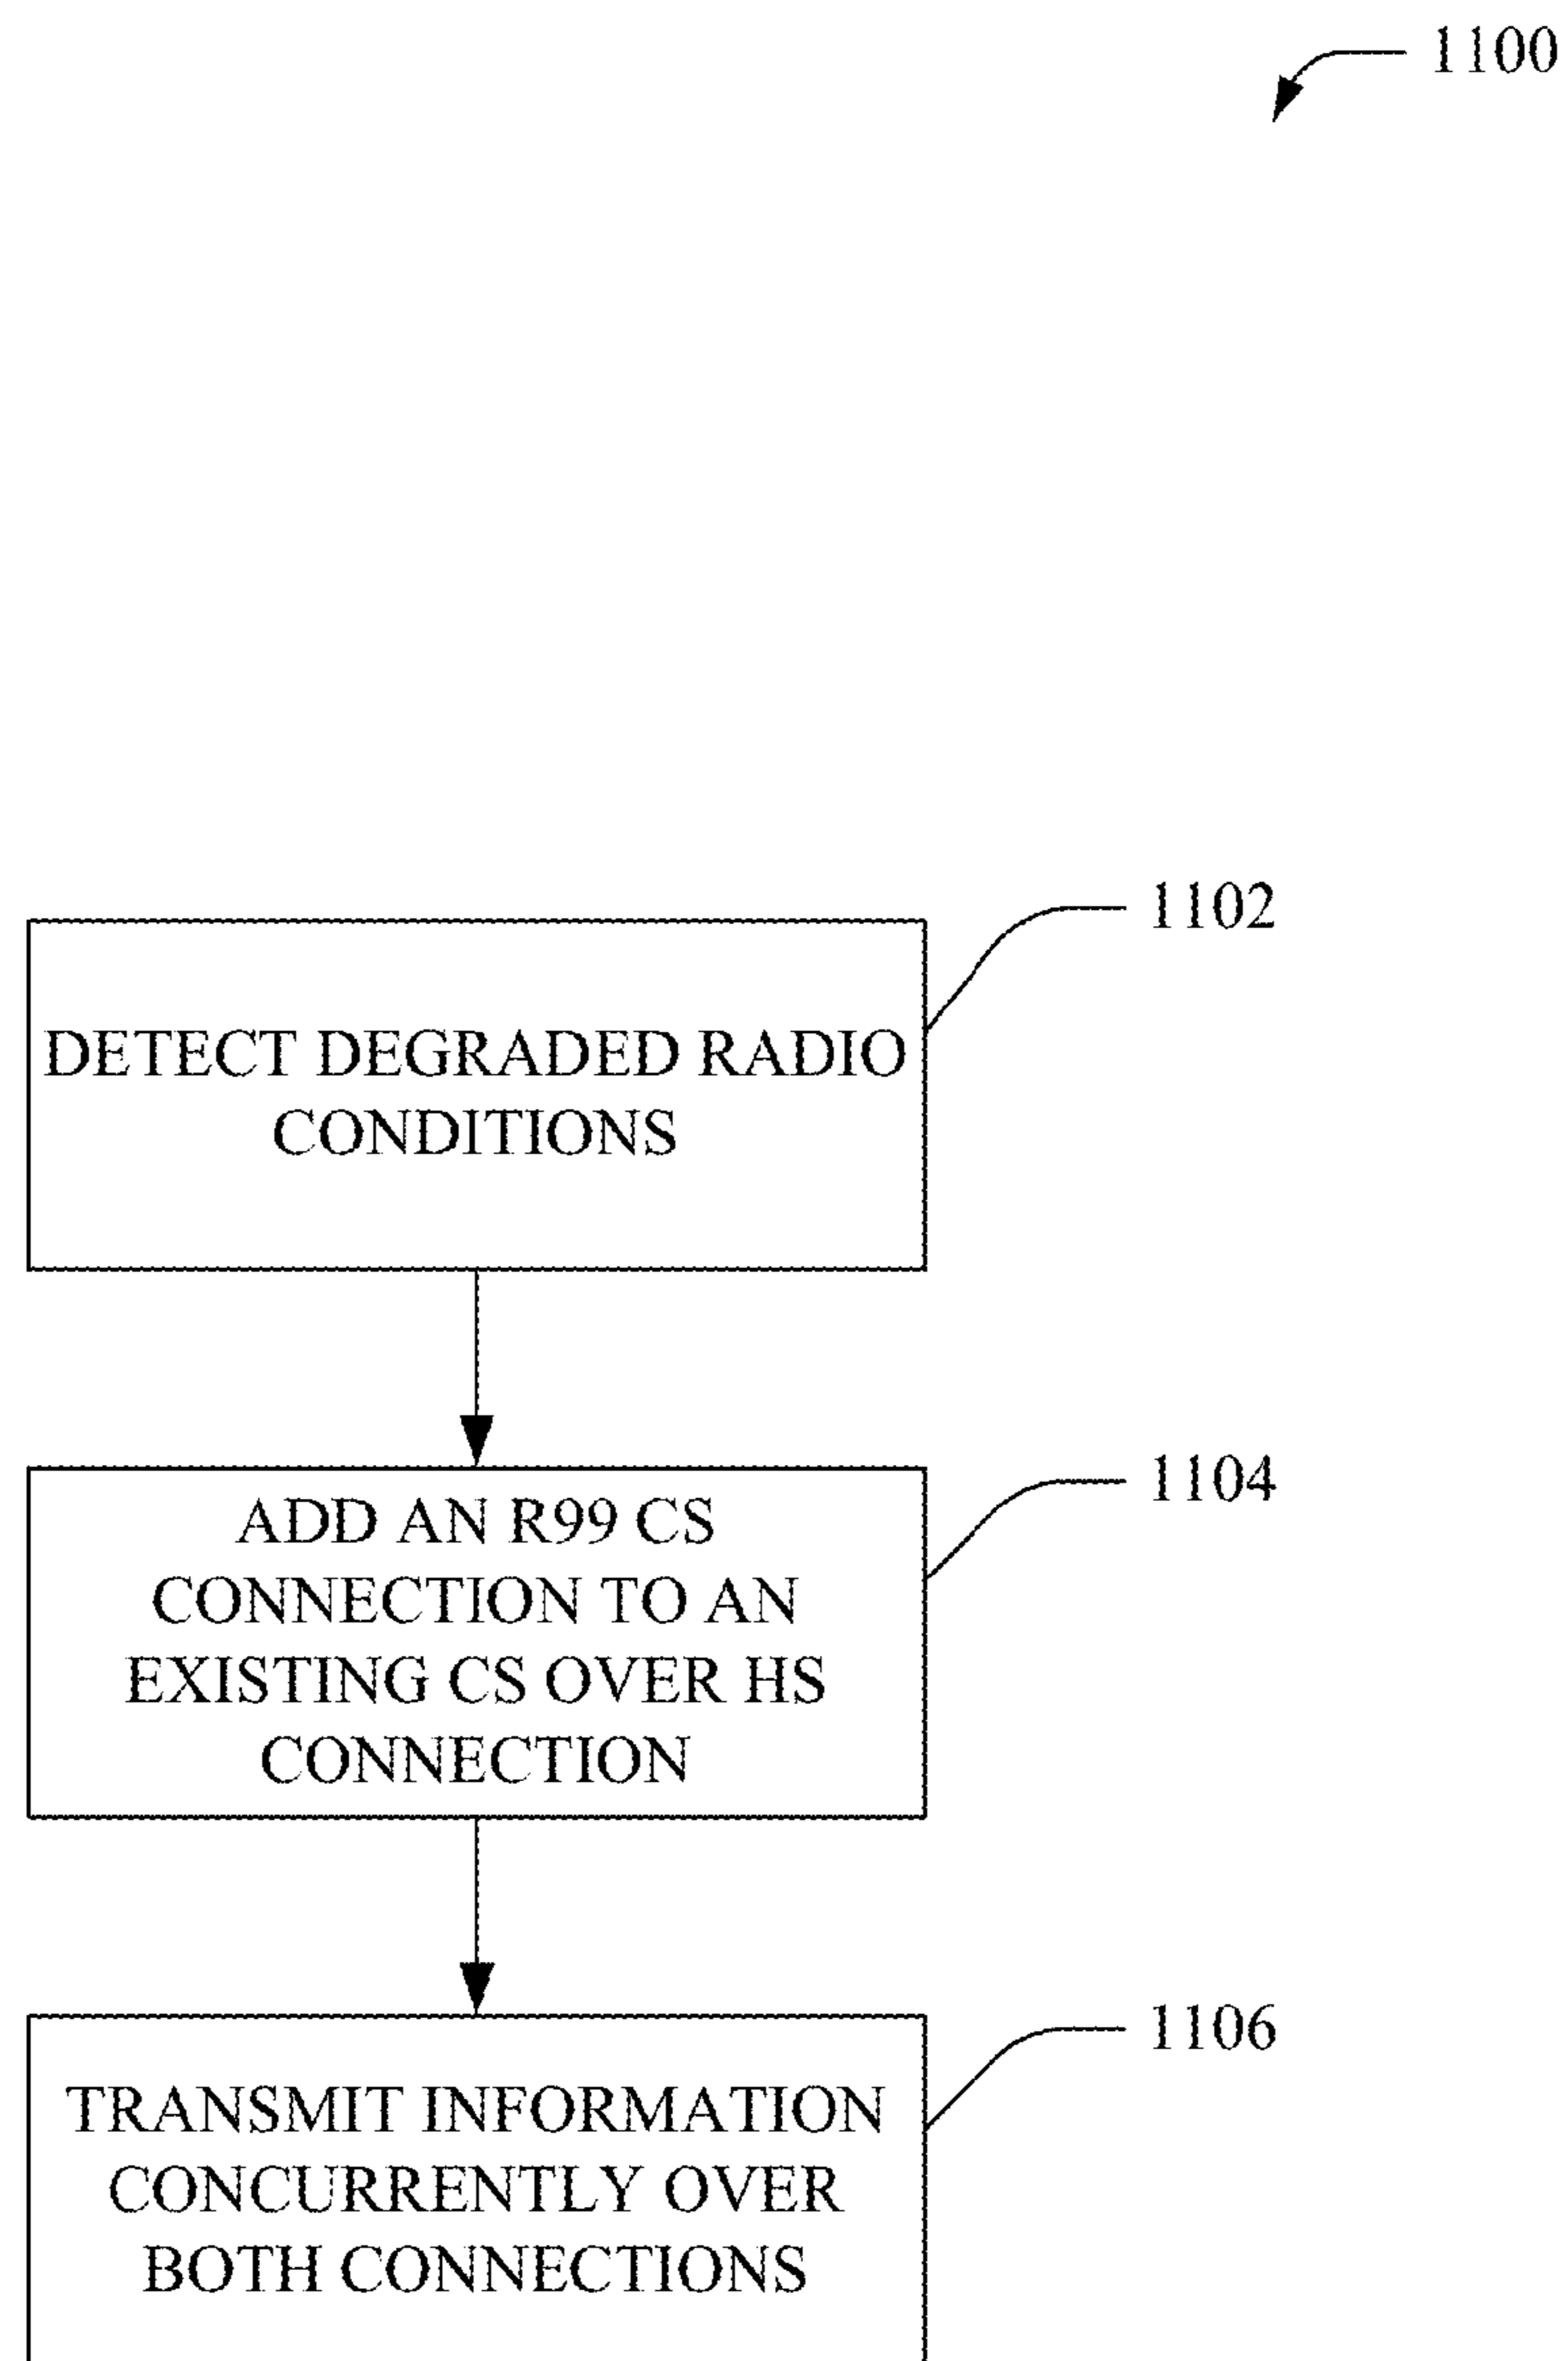 1100
1102
DETECT DEGRADED RADIO
CONDITIONS
1104
ADD AN R99 CS
CONNECTION TO AN
EXISTING CS OVER HS
CONNECTION
1106
TRANSMIT INFORMATION
CONCURRENTLY OVER
BOTH CONNECTIONS